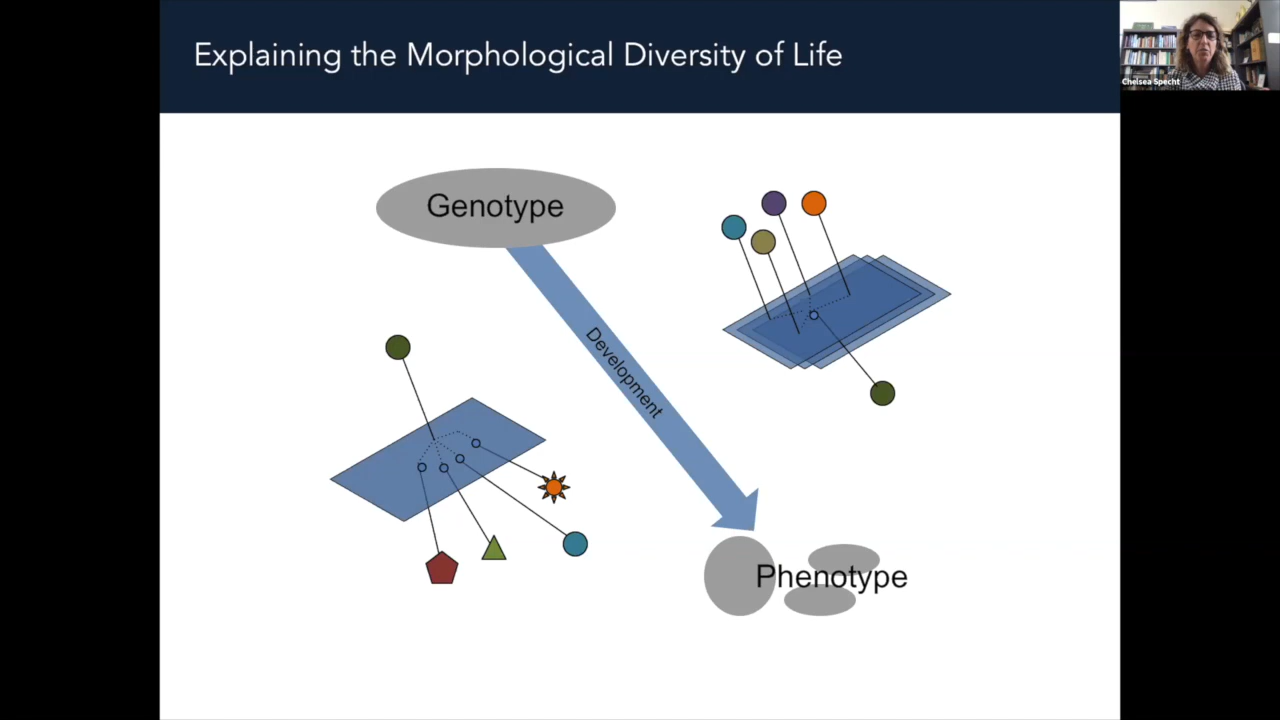 Explaining the Morphological Diversity of Life
Chelsea Specht
Genotype
Development
Phenotype